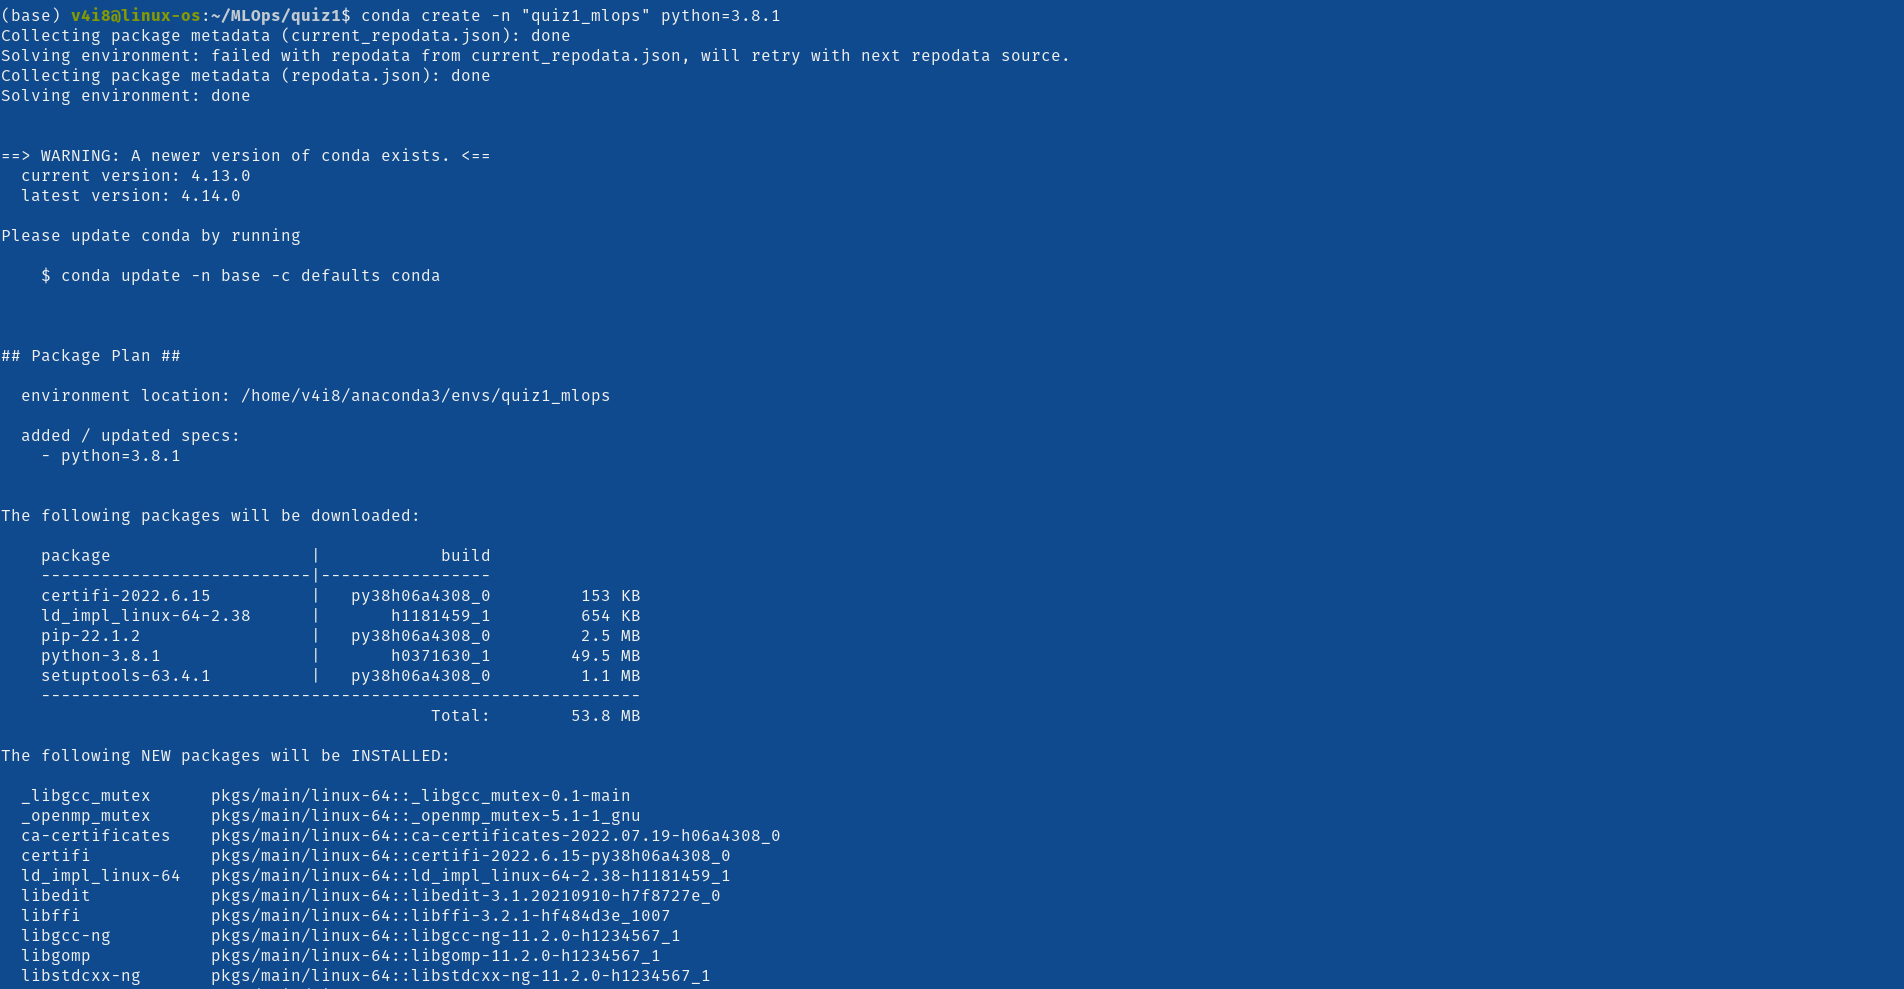 (base) v4i8@linux-os:~/MLOps/quiz1$ conda create -n "quiz1_mlops" python=3.8.1
Collecting package metadata (current_repodata.json): done
Solving environment: failed with repodata from current_repodata.json, will retry with next repodata source.
Collecting package metadata (repodata.json): done
Solving environment: done
==> WARNING: A newer version of conda exists. <==
  current version: 4.13.0
  latest version: 4.14.0
Please update conda by running
    $ conda update -n base -c defaults conda
## Package Plan ##
  environment location: /home/v4i8/anaconda3/envs/quiz1_mlops
  added / updated specs:
    - python=3.8.1
The following packages will be downloaded:
    package                    |            build
    ---------------------------|-----------------
    certifi-2022.6.15          |   py38h06a4308_0         153 KB
    ld_impl_linux-64-2.38      |       h1181459_1         654 KB
    pip-22.1.2                 |   py38h06a4308_0         2.5 MB
    python-3.8.1               |       h0371630_1        49.5 MB
    setuptools-63.4.1          |   py38h06a4308_0         1.1 MB
    ------------------------------------------------------------
                                           Total:        53.8 MB
The following NEW packages will be INSTALLED:
  _libgcc_mutex      pkgs/main/linux-64::_libgcc_mutex-0.1-main
  _openmp_mutex      pkgs/main/linux-64::_openmp_mutex-5.1-1_gnu
  ca-certificates    pkgs/main/linux-64::ca-certificates-2022.07.19-h06a4308_0
  certifi            pkgs/main/linux-64::certifi-2022.6.15-py38h06a4308_0
  ld_impl_linux-64   pkgs/main/linux-64::ld_impl_linux-64-2.38-h1181459_1
  libedit            pkgs/main/linux-64::libedit-3.1.20210910-h7f8727e_0
  libffi             pkgs/main/linux-64::libffi-3.2.1-hf484d3e_1007
  libgcc-ng          pkgs/main/linux-64::libgcc-ng-11.2.0-h1234567_1
  libgomp            pkgs/main/linux-64::libgomp-11.2.0-h1234567_1
  libstdcxx-ng       pkgs/main/linux-64::libstdcxx-ng-11.2.0-h1234567_1